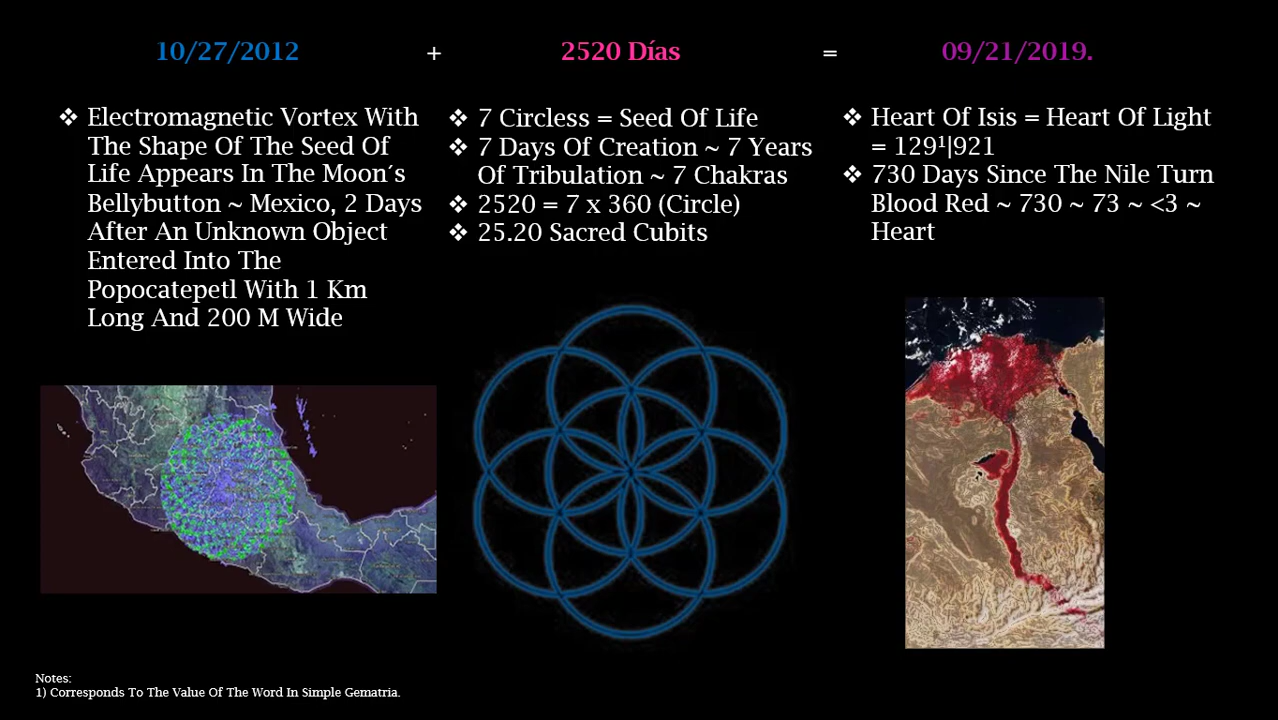 10/27/2012 + 2520 Días = 09/21/2019.
❖ Electromagnetic Vortex With
The Shape Of The Seed Of
Life Appears In The Moon´s
Bellybutton ~ Mexico, 2 Days
After An Unknown Object
Entered Into The
Popocatepetl With 1 Km
Long And 200 M Wide
❖ 7 Circless = Seed Of Life
❖ 7 Days Of Creation ~ 7 Years
Of Tribulation ~ 7 Chakras
❖ 2520 = 7 x 360 (Circle)
❖ 25.20 Sacred Cubits
❖ Heart Of Isis = Heart Of Light
= 129¹|921
❖ 730 Days Since The Nile Turn
Blood Red ~ 730 ~ 73 ~ <3 ~
Heart
Notes:
1) Corresponds To The Value Of The Word In Simple Gematria.